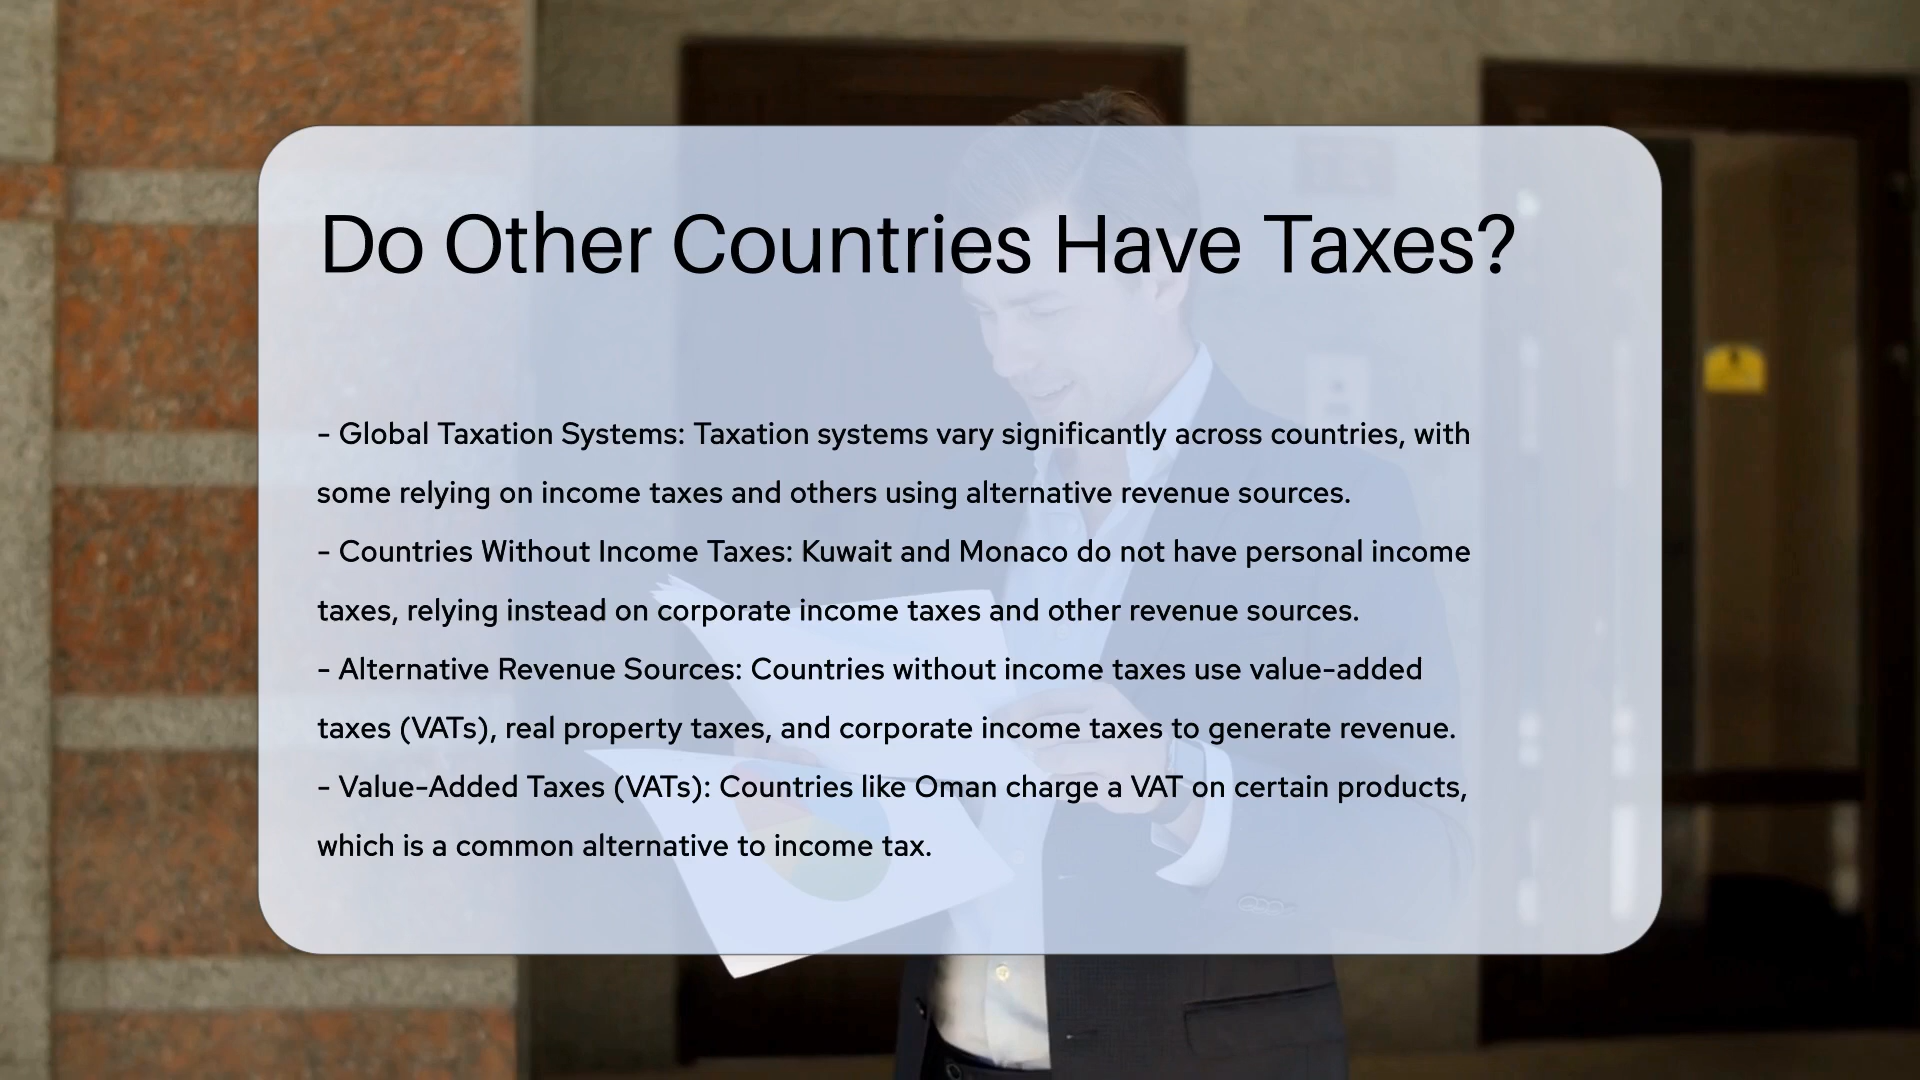 Do Other Countries Have Taxes?
- Global Taxation Systems: Taxation systems vary significantly across countries, with
some relying on income taxes and others using alternative revenue sources.
- Countries Without Income Taxes: Kuwait and Monaco do not have personal income
taxes, relying instead on corporate income taxes and other revenue sources.
- Alternative Revenue Sources: Countries without income taxes use value-added
taxes (VATs), real property taxes, and corporate income taxes to generate revenue.
- Value-Added Taxes (VATs): Countries like Oman charge a VAT on certain products,
which is a common alternative to income tax.